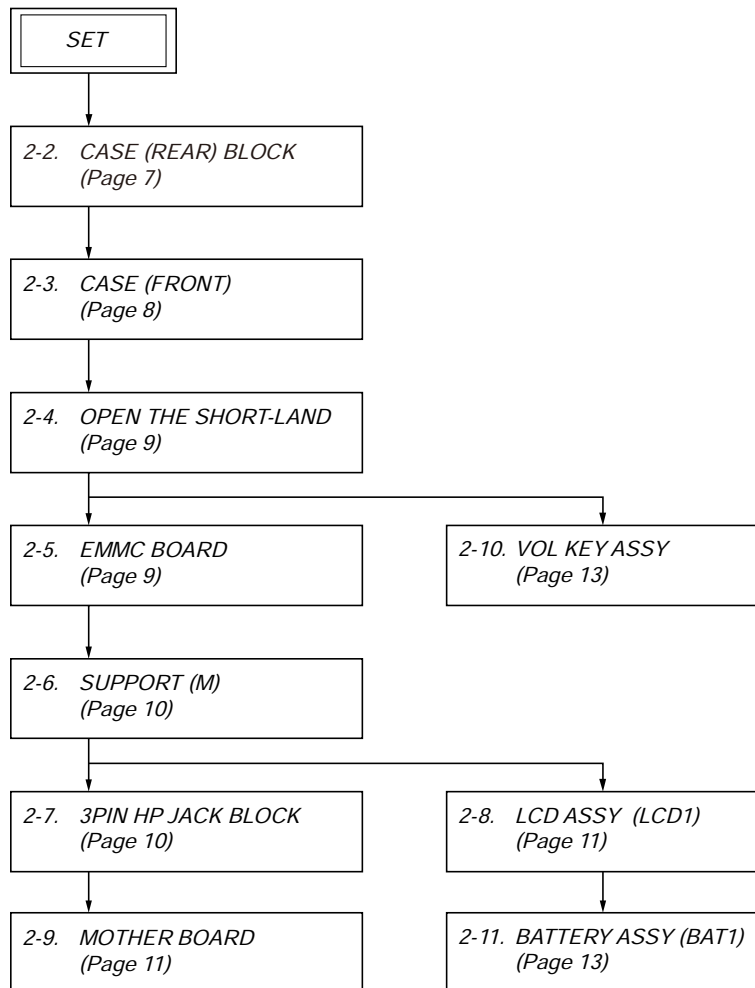 SET
2-2. CASE (REAR) BLOCK
(Page 7)
2-3. CASE (FRONT)
(Page 8)
2-4. OPEN THE SHORT-LAND
(Page 9)
2-5. EMMC BOARD
(Page 9)
2-10. VOL KEY ASSY
(Page 13)
2-6. SUPPORT (M)
(Page 10)
2-7. 3PIN HP JACK BLOCK
(Page 10)
2-8. LCD ASSY (LCD1)
(Page 11)
2-9. MOTHER BOARD
(Page 11)
2-11. BATTERY ASSY (BAT1)
(Page 13)